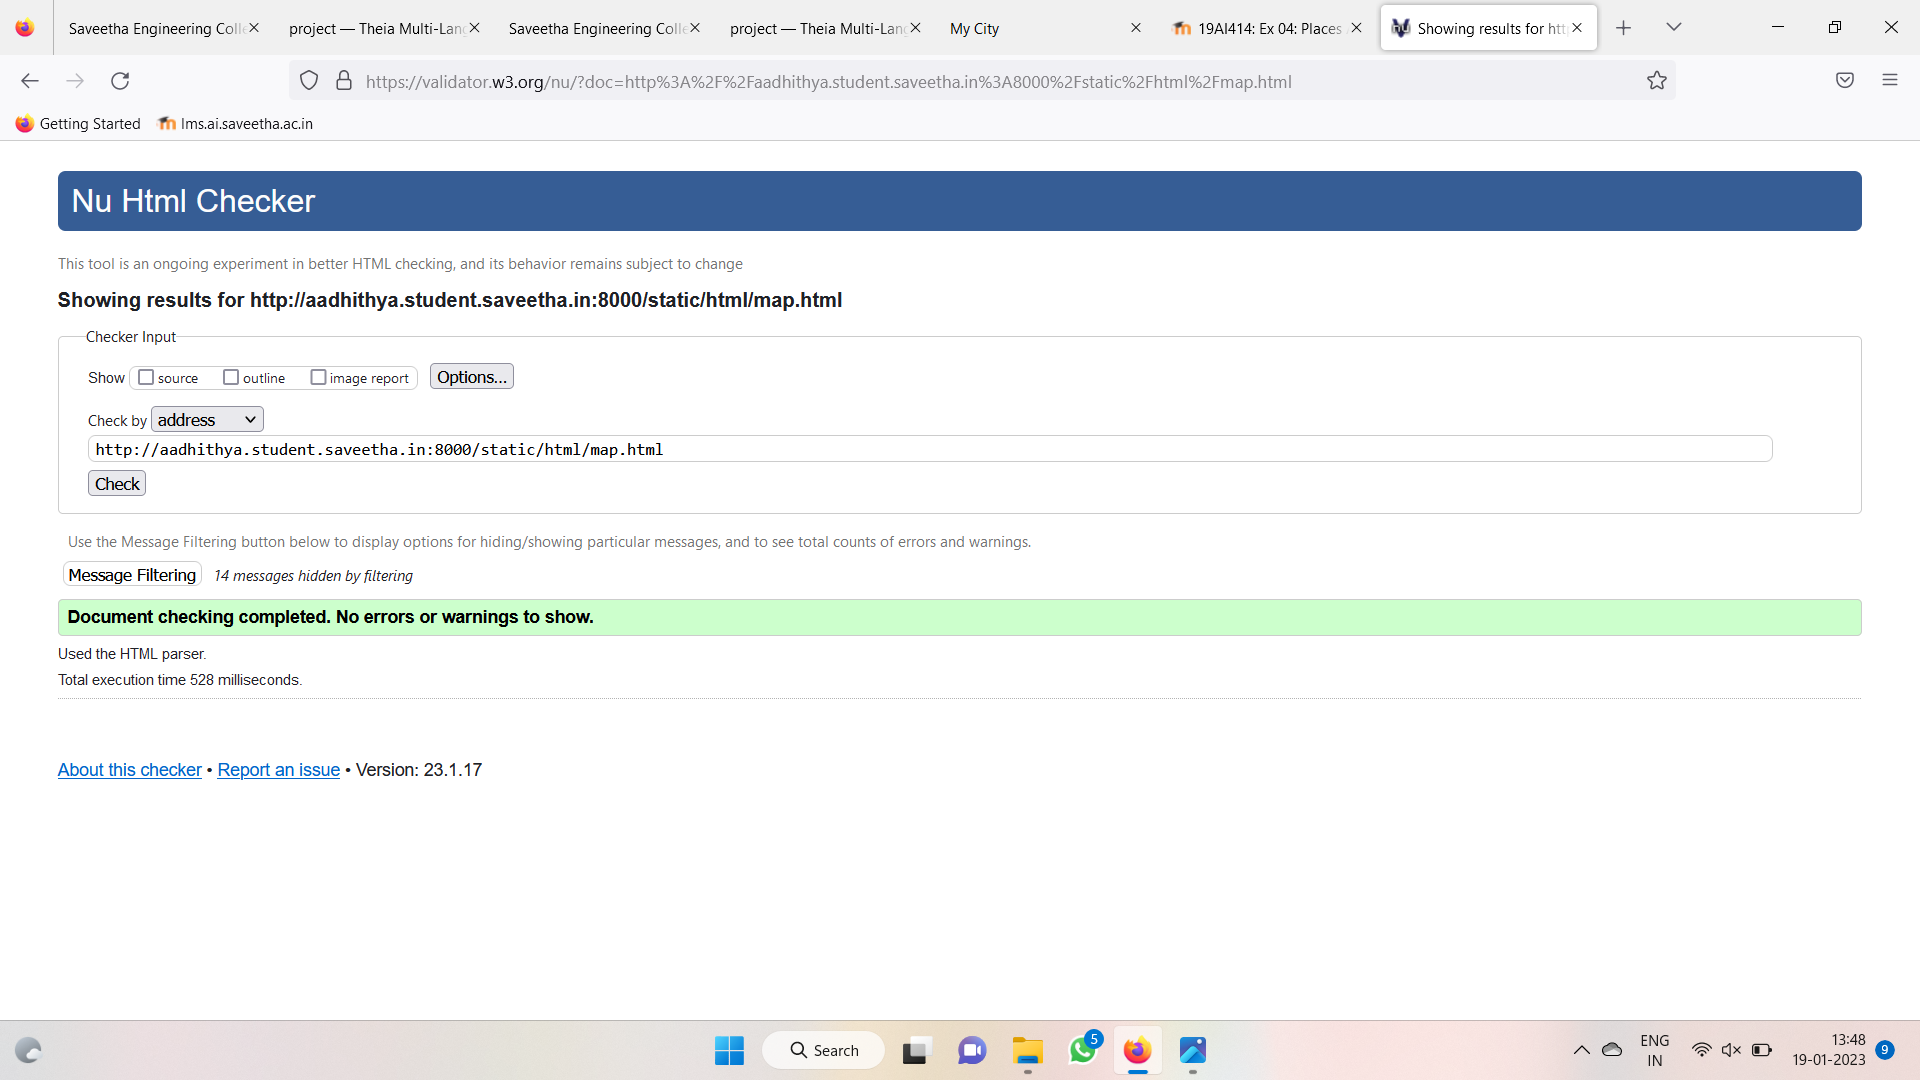 Saveetha Engineering Colle
project — Theia Multi-Lang
Saveetha Engineering Colle
project — Theia Multi-Lang
My City
19AI414: Ex 04: Places
Showing results for htt
https://validator.w3.org/nu/?doc=http%3A%2F%2Faadhithya.student.saveetha.in%3A8000%2Fstatic%2Fhtml%2Fmap.html
Getting Started
lms.ai.saveetha.ac.in
Nu Html Checker
This tool is an ongoing experiment in better HTML checking, and its behavior remains subject to change
Showing results for http://aadhithya.student.saveetha.in:8000/static/html/map.html
Checker Input
Show source outline image report Options...
Check by address
http://aadhithya.student.saveetha.in:8000/static/html/map.html
Check
Use the Message Filtering button below to display options for hiding/showing particular messages, and to see total counts of errors and warnings.
Message Filtering 14 messages hidden by filtering
Document checking completed. No errors or warnings to show.
Used the HTML parser.
Total execution time 528 milliseconds.
About this checker • Report an issue • Version: 23.1.17
Search
5
ENG
IN
13:48
19-01-2023
9